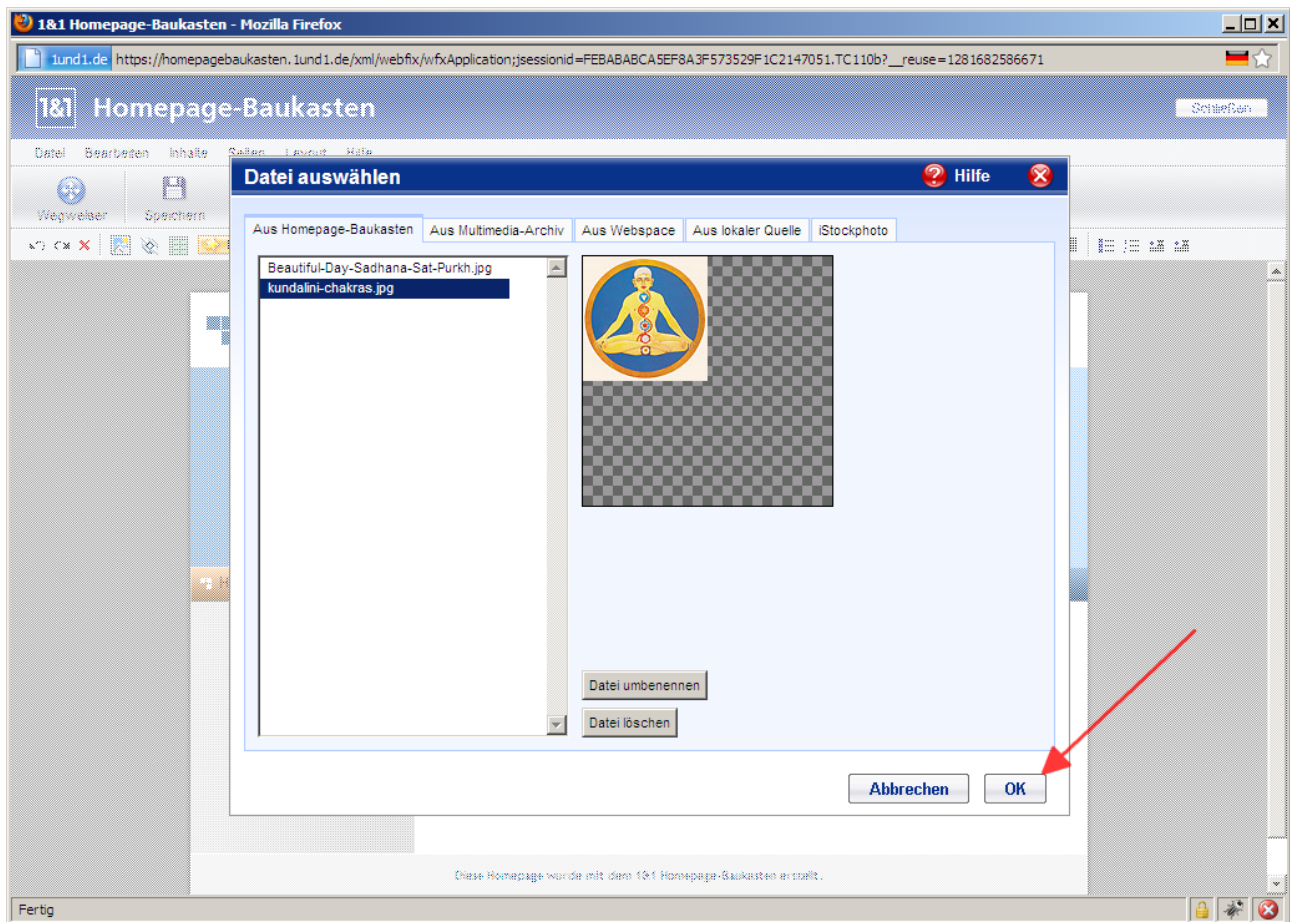 1&1 Homepage-Baukasten - Mozilla Firefox
1und1.de https://homepagebaukasten.1und1.de/xml/webfix/wfxApplication;jsessionid=FEBABABCA5EF8A3F573529F1C2147051.TC110b?__reuse=1281682586671
1&1 Homepage-Baukasten
Schließen
Datei Bearbeiten Inhalte Seiten Layout Hilfe
Datei auswählen Hilfe
Wegweiser Speichern
Aus Homepage-Baukasten Aus Multimedia-Archiv Aus Webspace Aus lokaler Quelle iStockphoto
Beautiful-Day-Sadhana-Sat-Purkh.jpg
kundalini-chakras.jpg
H
Datei umbenennen
Datei löschen
Abbrechen OK
Diese Homepage wurde mit dem 1&1 Homepage-Baukasten erstellt.
Fertig